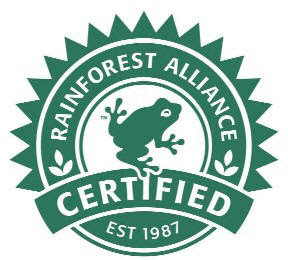 RAINFOREST ALLIANCE
™
CERTIFIED
EST 1987